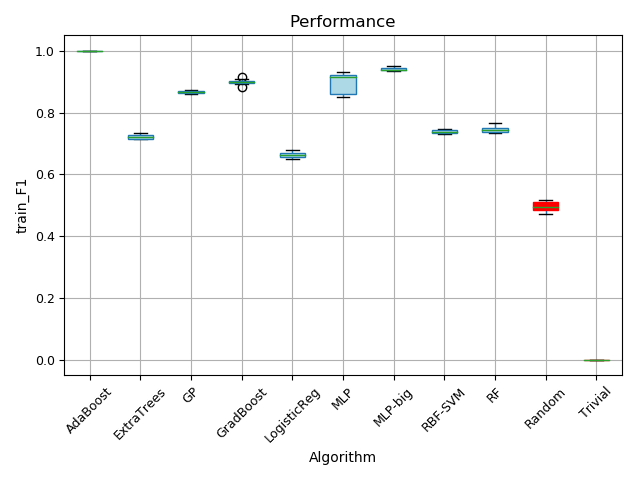 Performance
train_F1
1.0
0.8
0.6
0.4
0.2
0.0
AdaBoost
ExtraTrees
GP
GradBoost
LogisticReg
MLP
MLP-big
RBF-SVM
RF
Random
Trivial
Algorithm